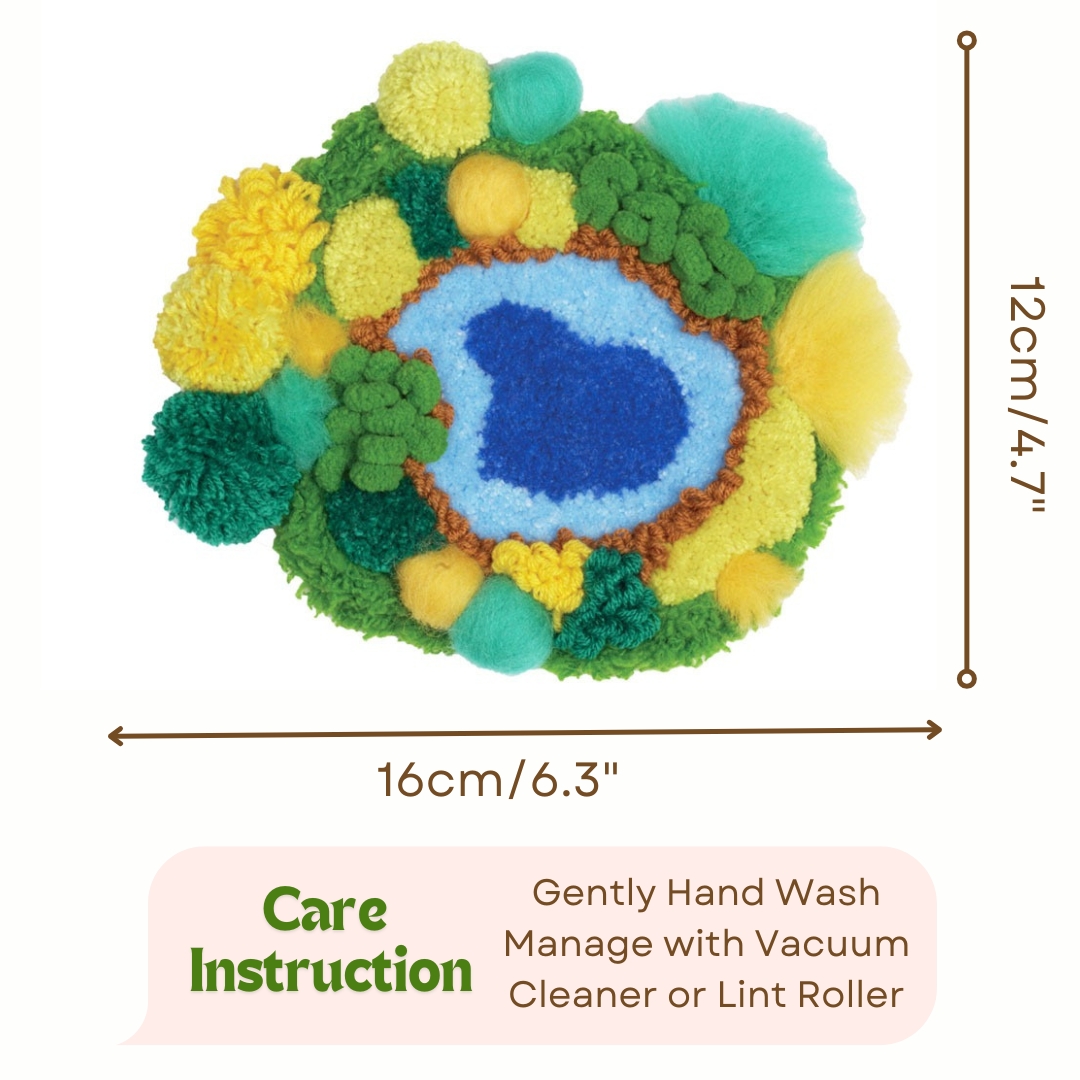 12cm/4.7"
16cm/6.3"
Care
Instruction
Gently Hand Wash
Manage with Vacuum
Cleaner or Lint Roller